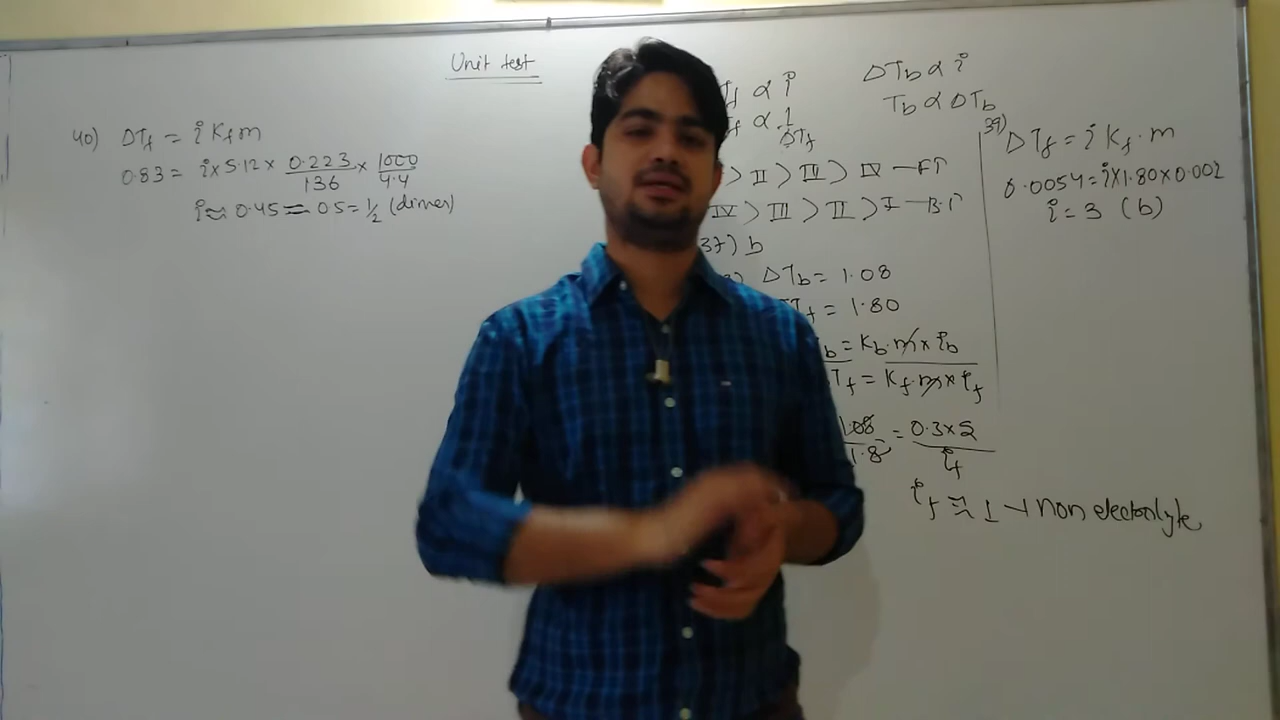 Unit test
40) ΔTf = i Kf m
0.83 = i × 5.12 × 0.223/136 × 1000/4.4
i ≈ 0.45 ≈ 0.5 = 1/2 (dimer)
f α i
f α 1/ΔTf
> II > III > IV — F.P
IV > III > II > I — B.P
37) b
ΔTb = 1.08
Tf = 1.80
b = Kb.m × ib
Tf = Kf.m × if
1.08/1.8 = 0.3 × 2/if
if ≈ 1 → non electrolyte
ΔTb α i
Tb α ΔTb
39) ΔTf = i Kf . m
0.0054 = i × 1.80 × 0.002
i = 3 (b)